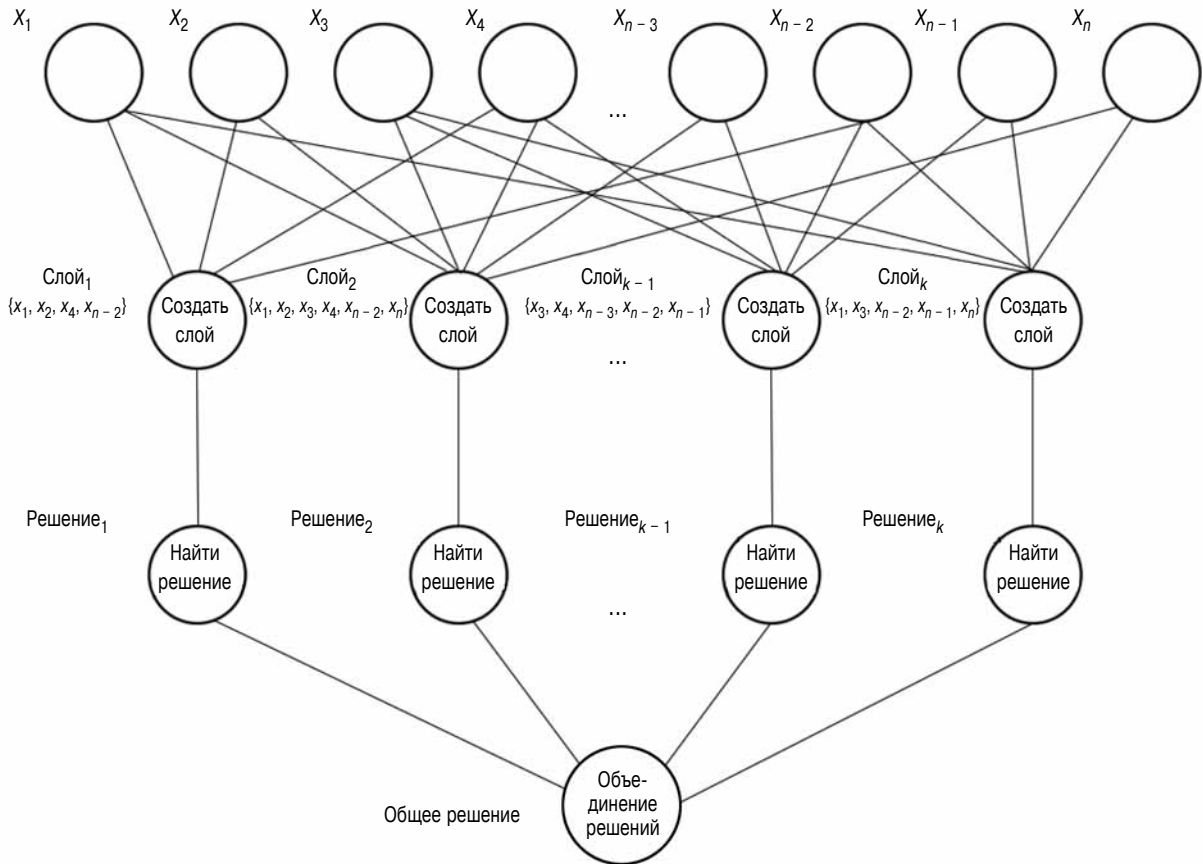 X₁ X₂ X₃ X₄ Xₙ₋₃ Xₙ₋₂ Xₙ₋₁ Xₙ
...
Слой₁ Слой₂ Слойₖ₋₁ Слойₖ
{x₁, x₂, x₄, xₙ₋₂} {x₁, x₂, x₃, x₄, xₙ₋₂, xₙ} {x₃, x₄, xₙ₋₃, xₙ₋₂, xₙ₋₁} {x₁, x₃, xₙ₋₂, xₙ₋₁, xₙ}
Создать Создать Создать Создать
слой слой слой слой
...
Решение₁ Решение₂ Решениеₖ₋₁ Решениеₖ
Найти Найти Найти Найти
решение решение решение решение
...
Объе-
динение
решений
Общее решение